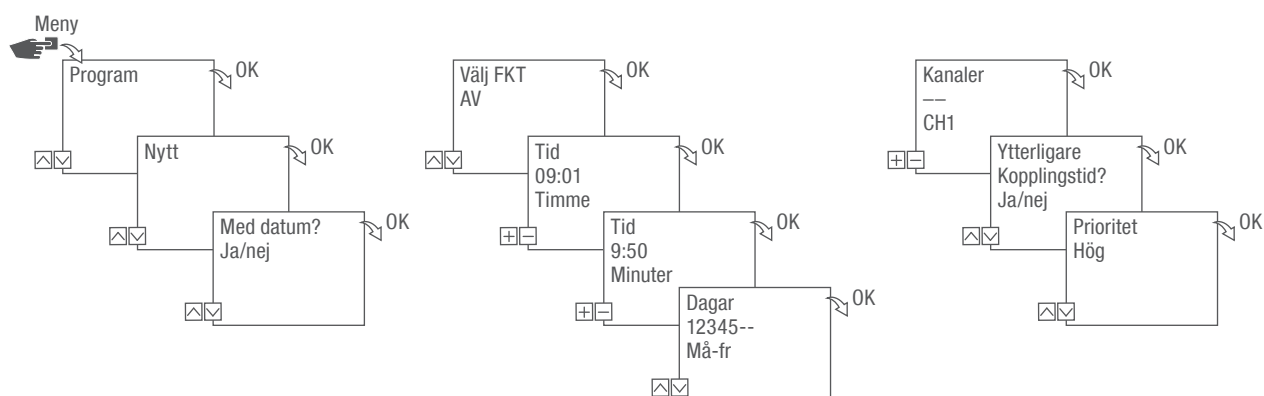 Meny
Program
OK
Nytt
OK
Med datum?
Ja/nej
OK
Välj FKT
AV
OK
Tid
09:01
Timme
OK
Tid
9:50
Minuter
OK
Dagar
12345--
Må-fr
OK
Kanaler
––
CH1
OK
Ytterligare
Kopplingstid?
Ja/nej
OK
Prioritet
Hög
OK